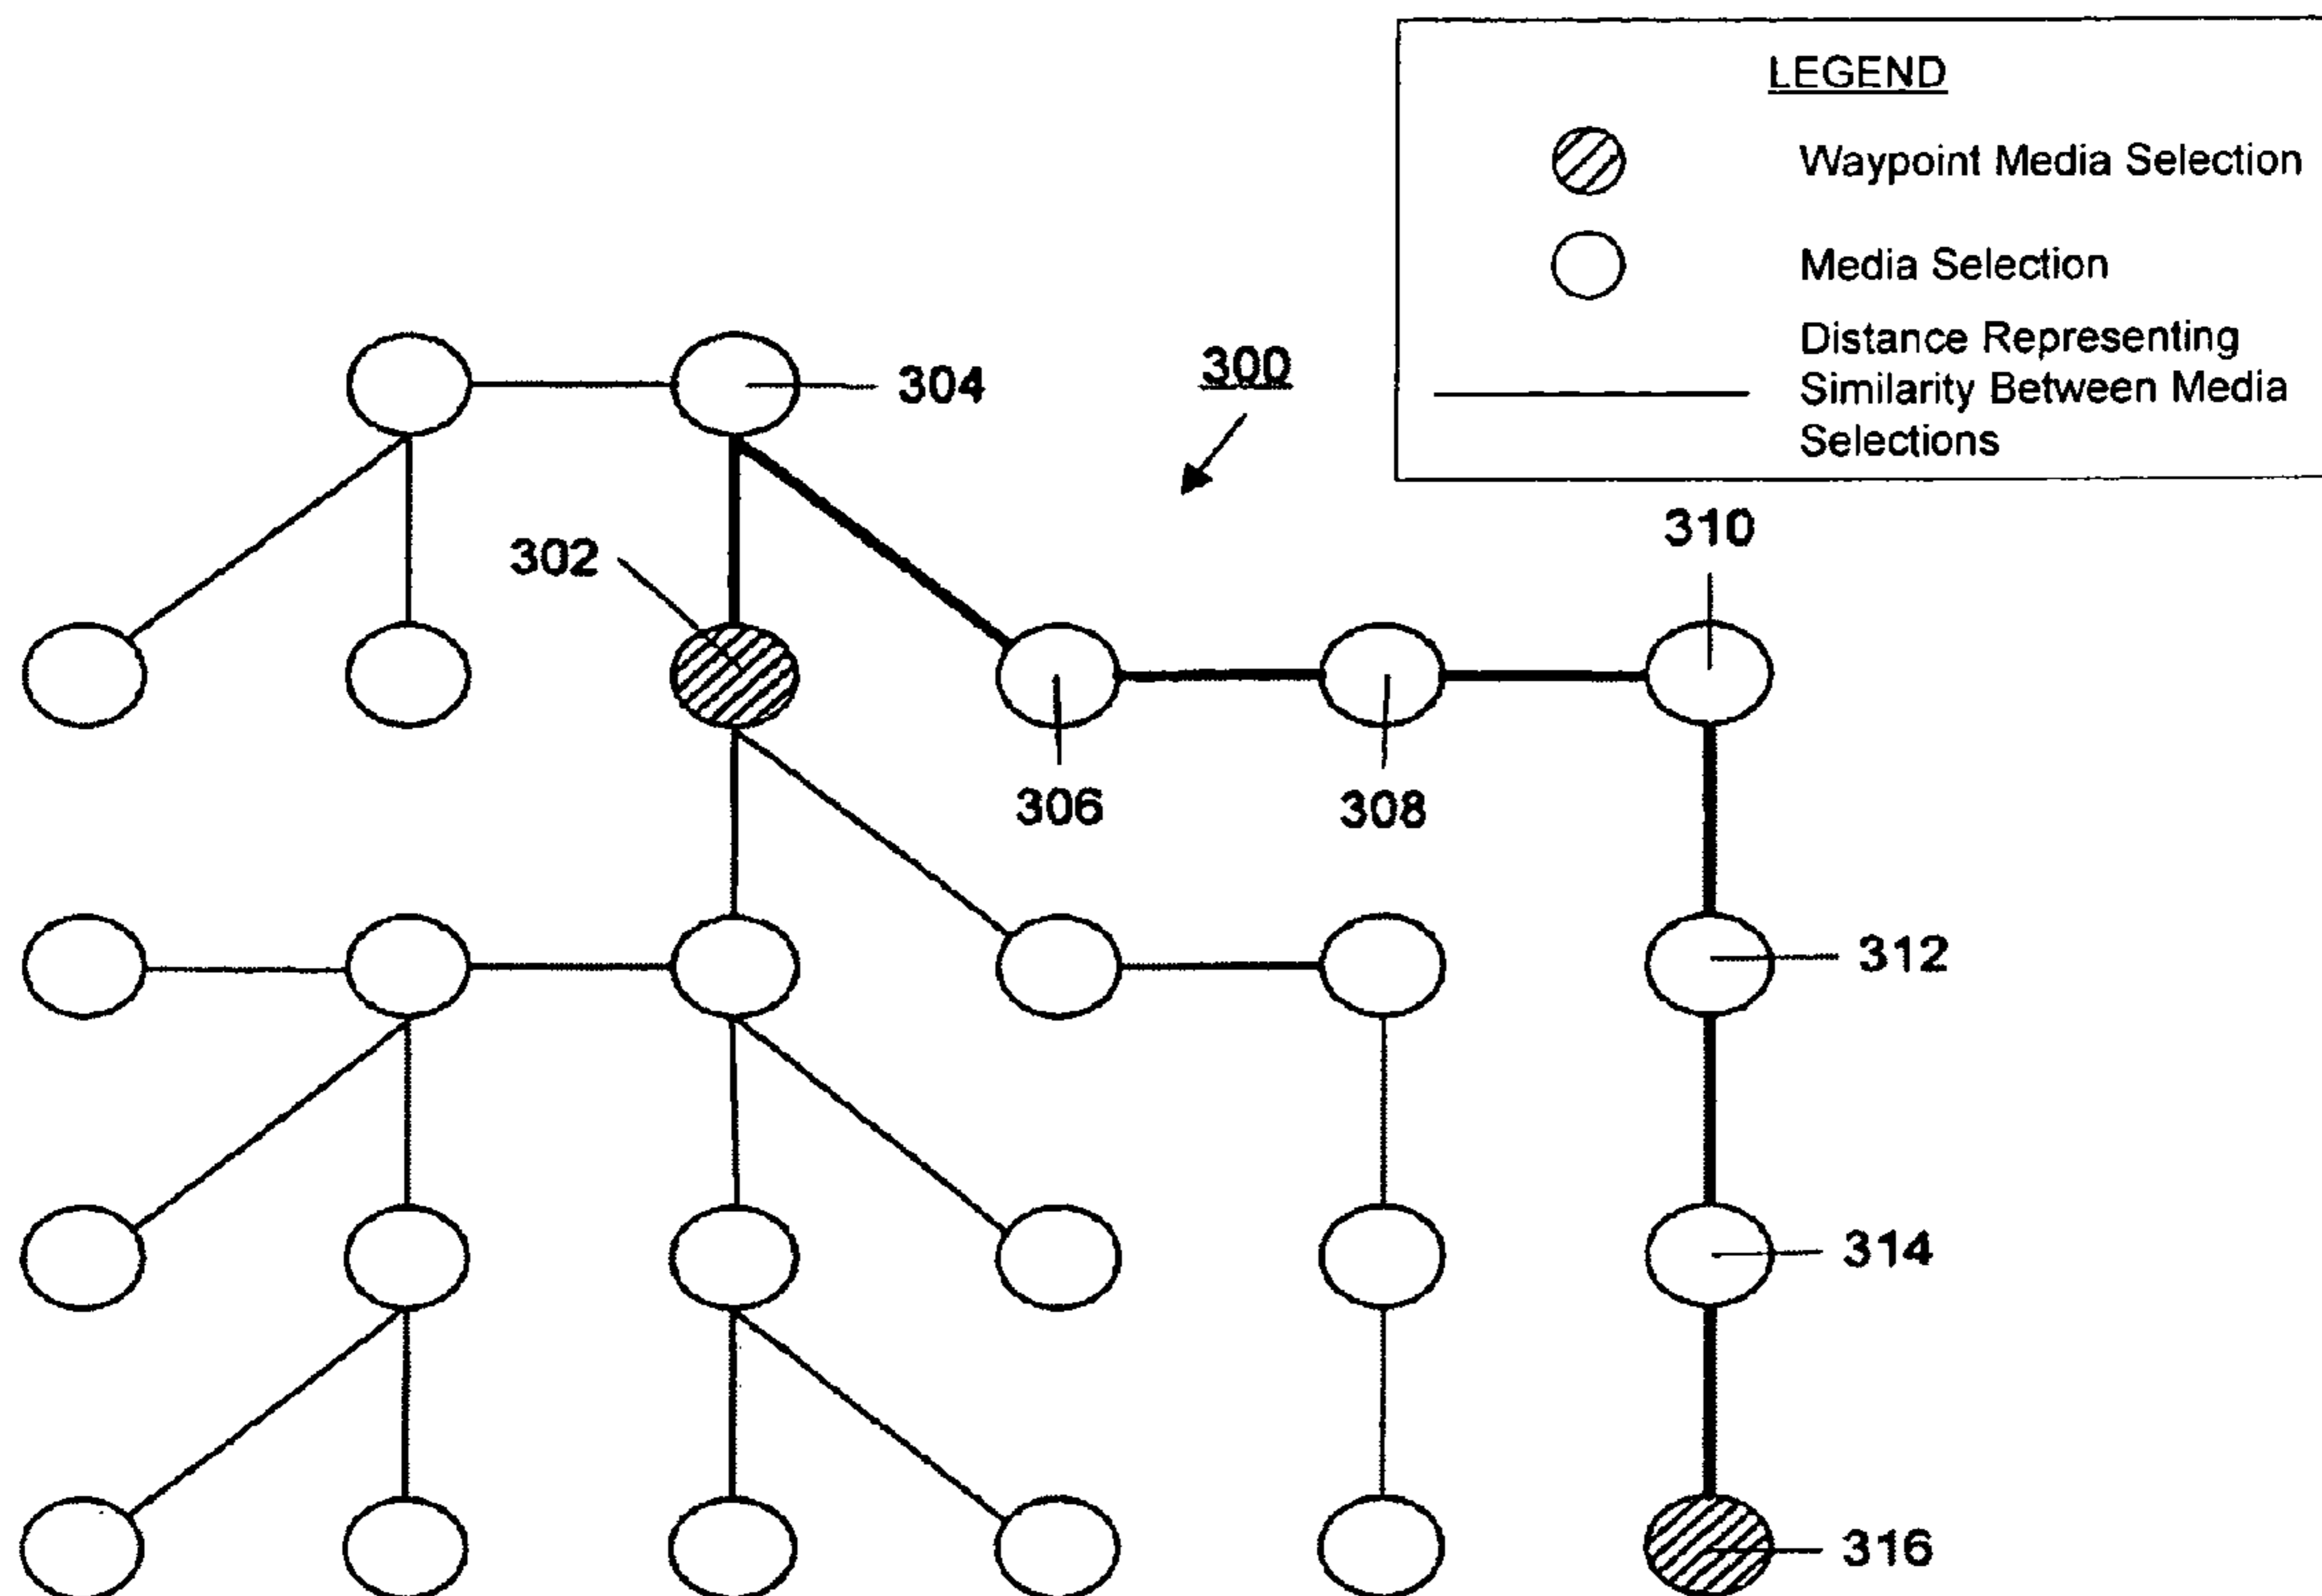 LEGEND
Waypoint Media Selection
Media Selection
Distance Representing
Similarity Between Media
Selections
304
300
310
302
306
308
312
314
316